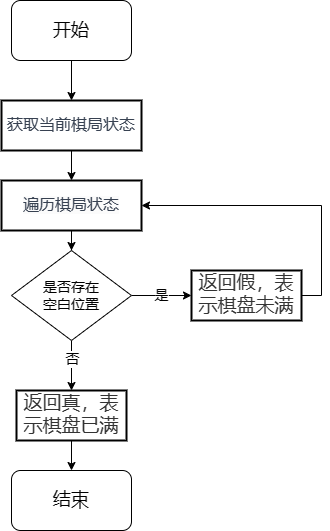 开始
获取当前棋局状态
遍历棋局状态
是否存在
空白位置
是
返回假，表
示棋盘未满
否
返回真，表
示棋盘已满
结束